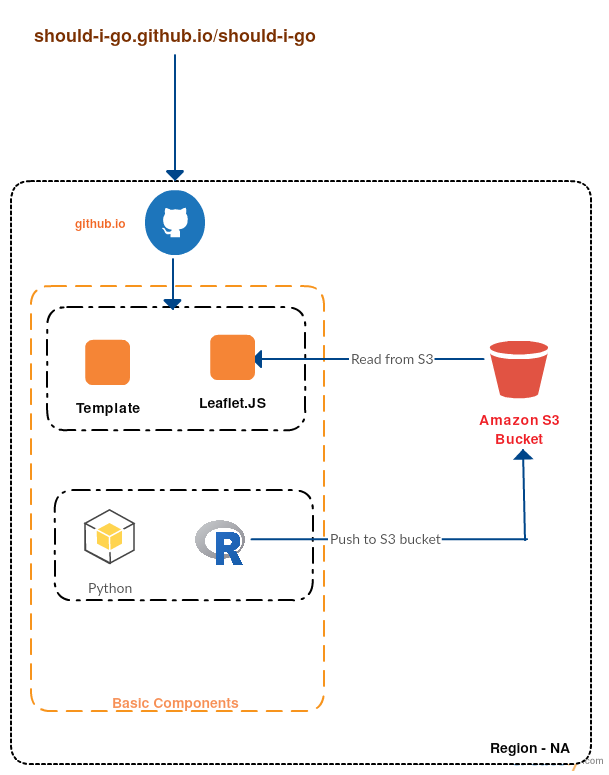 should-i-go.github.io/should-i-go
github.io
Template
Leaflet.JS
Read from S3
Amazon S3
Bucket
Python
R
Push to S3 bucket
Basic Components
Region - NA
.com